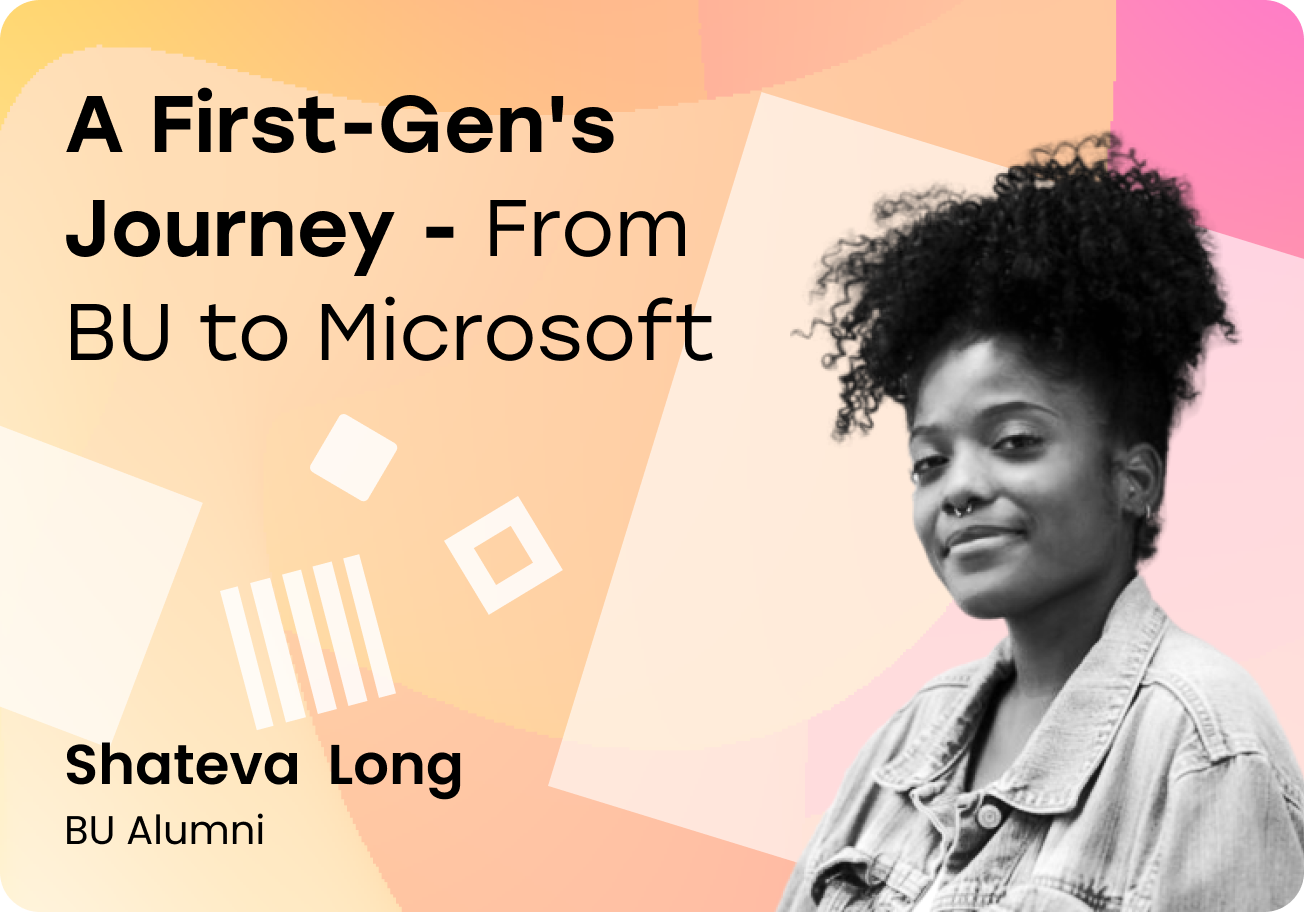 A First-Gen's
Journey - From
BU to Microsoft
Shateva Long
BU Alumni